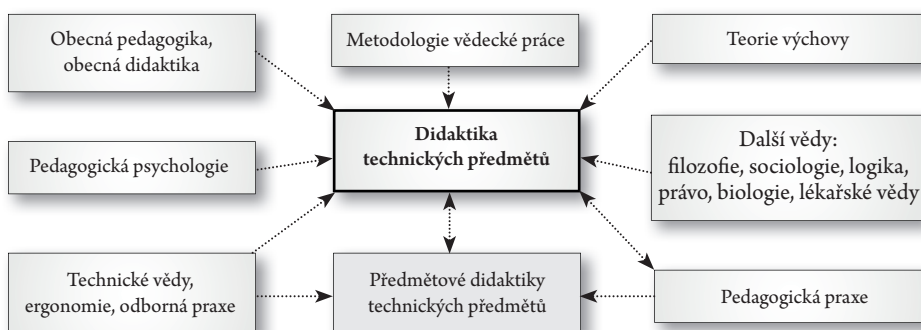 Obecná pedagogika,
obecná didaktika
Metodologie vědecké práce
Teorie výchovy
Pedagogická psychologie
Didaktika
technických předmětů
Další vědy:
filozofie, sociologie, logika,
právo, biologie, lékařské vědy
Technické vědy,
ergonomie, odborná praxe
Předmětové didaktiky
technických předmětů
Pedagogická praxe